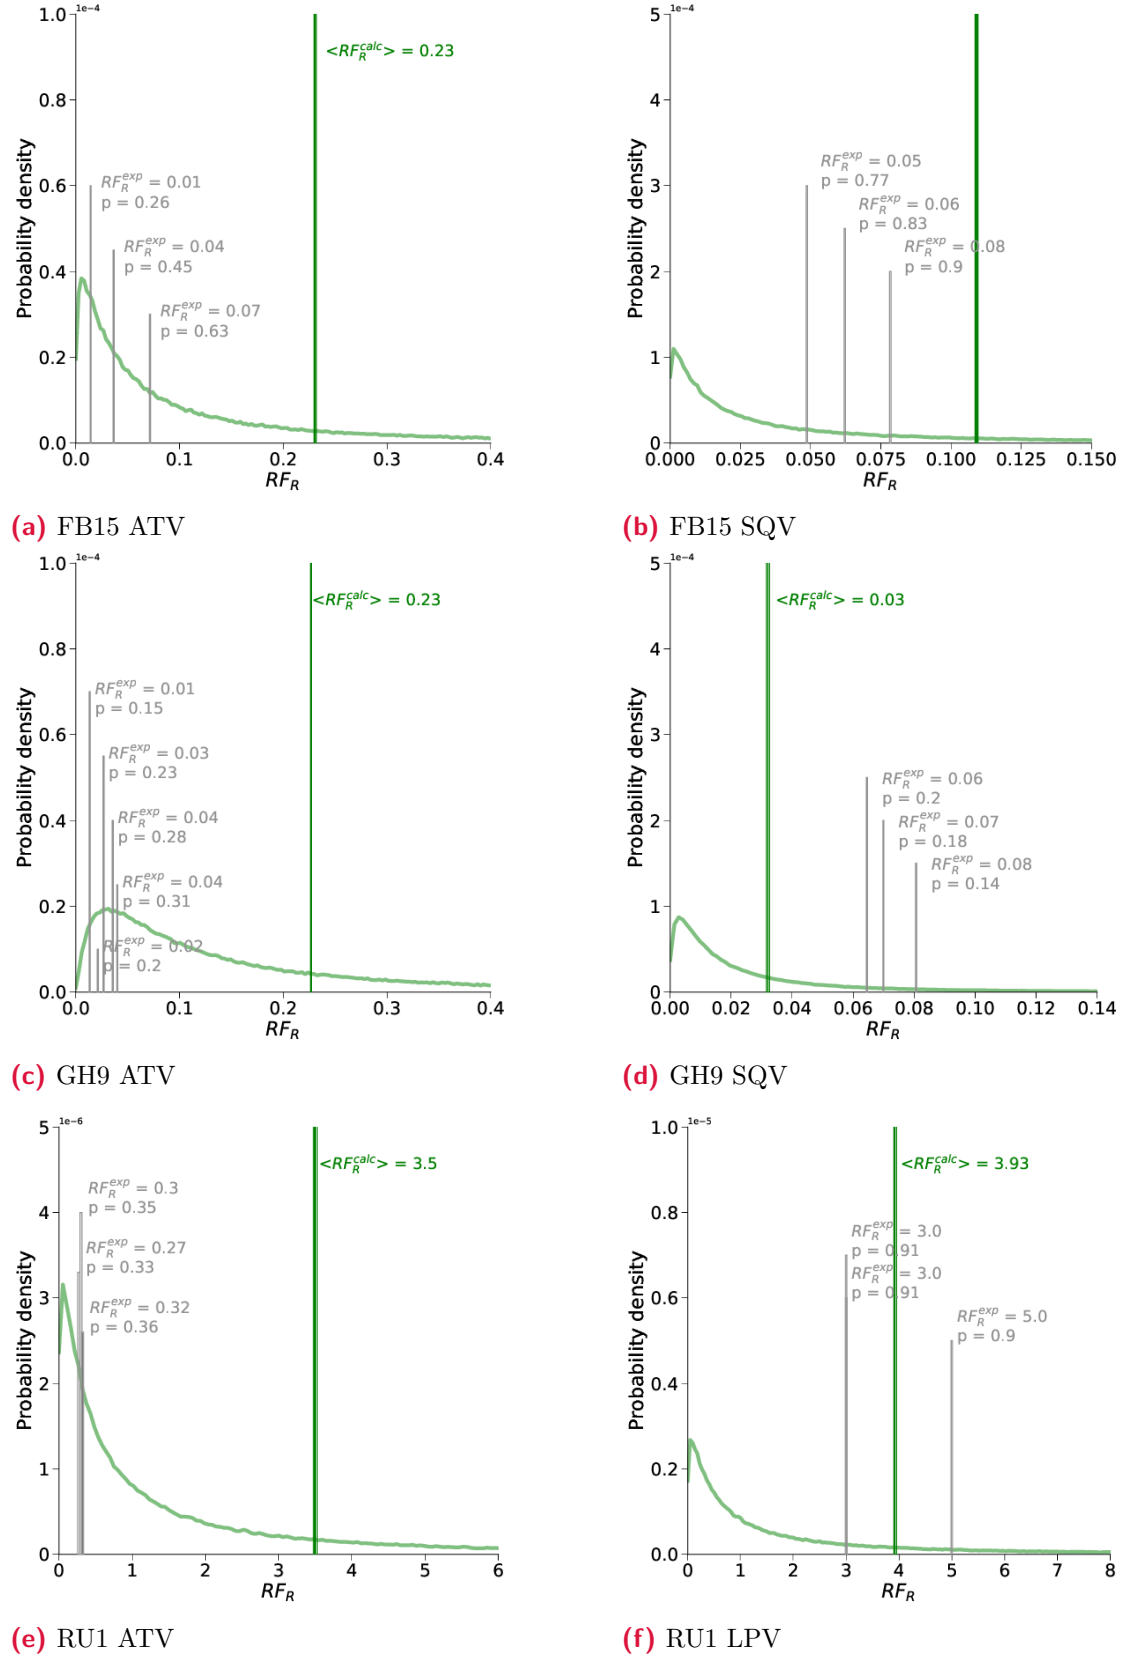 1e-4
1.0
0.8
0.6
0.4
0.2
0.0
Probability density
<RF_R^calc> = 0.23
RF_R^exp = 0.01
p = 0.26
RF_R^exp = 0.04
p = 0.45
RF_R^exp = 0.07
p = 0.63
0.0 0.1 0.2 0.3 0.4
RF_R
(a) FB15 ATV
1e-4
5
4
3
2
1
0
Probability density
RF_R^exp = 0.05
p = 0.77
RF_R^exp = 0.06
p = 0.83
RF_R^exp = 0.08
p = 0.9
0.000 0.025 0.050 0.075 0.100 0.125 0.150
RF_R
(b) FB15 SQV
1e-4
1.0
0.8
0.6
0.4
0.2
0.0
Probability density
<RF_R^calc> = 0.23
RF_R^exp = 0.01
p = 0.15
RF_R^exp = 0.03
p = 0.23
RF_R^exp = 0.04
p = 0.28
RF_R^exp = 0.04
p = 0.31
RF_R^exp = 0.02
p = 0.2
0.0 0.1 0.2 0.3 0.4
RF_R
(c) GH9 ATV
1e-4
5
4
3
2
1
0
Probability density
<RF_R^calc> = 0.03
RF_R^exp = 0.06
p = 0.2
RF_R^exp = 0.07
p = 0.18
RF_R^exp = 0.08
p = 0.14
0.00 0.02 0.04 0.06 0.08 0.10 0.12 0.14
RF_R
(d) GH9 SQV
1e-6
5
4
3
2
1
0
Probability density
<RF_R^calc> = 3.5
RF_R^exp = 0.3
p = 0.35
RF_R^exp = 0.27
p = 0.33
RF_R^exp = 0.32
p = 0.36
0 1 2 3 4 5 6
RF_R
(e) RU1 ATV
1e-5
1.0
0.8
0.6
0.4
0.2
0.0
Probability density
<RF_R^calc> = 3.93
RF_R^exp = 3.0
p = 0.91
RF_R^exp = 3.0
p = 0.91
RF_R^exp = 5.0
p = 0.9
0 1 2 3 4 5 6 7 8
RF_R
(f) RU1 LPV